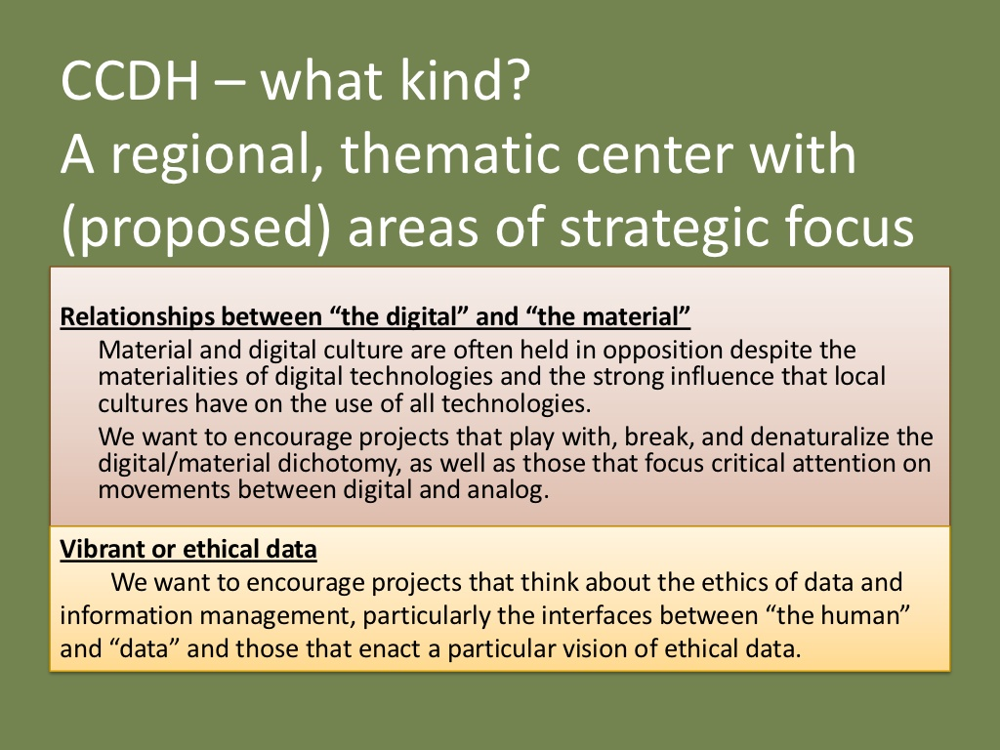 CCDH – what kind?
A regional, thematic center with
(proposed) areas of strategic focus
Relationships between “the digital” and “the material”
Material and digital culture are often held in opposition despite the
materialities of digital technologies and the strong influence that local
cultures have on the use of all technologies.
We want to encourage projects that play with, break, and denaturalize the
digital/material dichotomy, as well as those that focus critical attention on
movements between digital and analog.
Vibrant or ethical data
We want to encourage projects that think about the ethics of data and
information management, particularly the interfaces between “the human”
and “data” and those that enact a particular vision of ethical data.